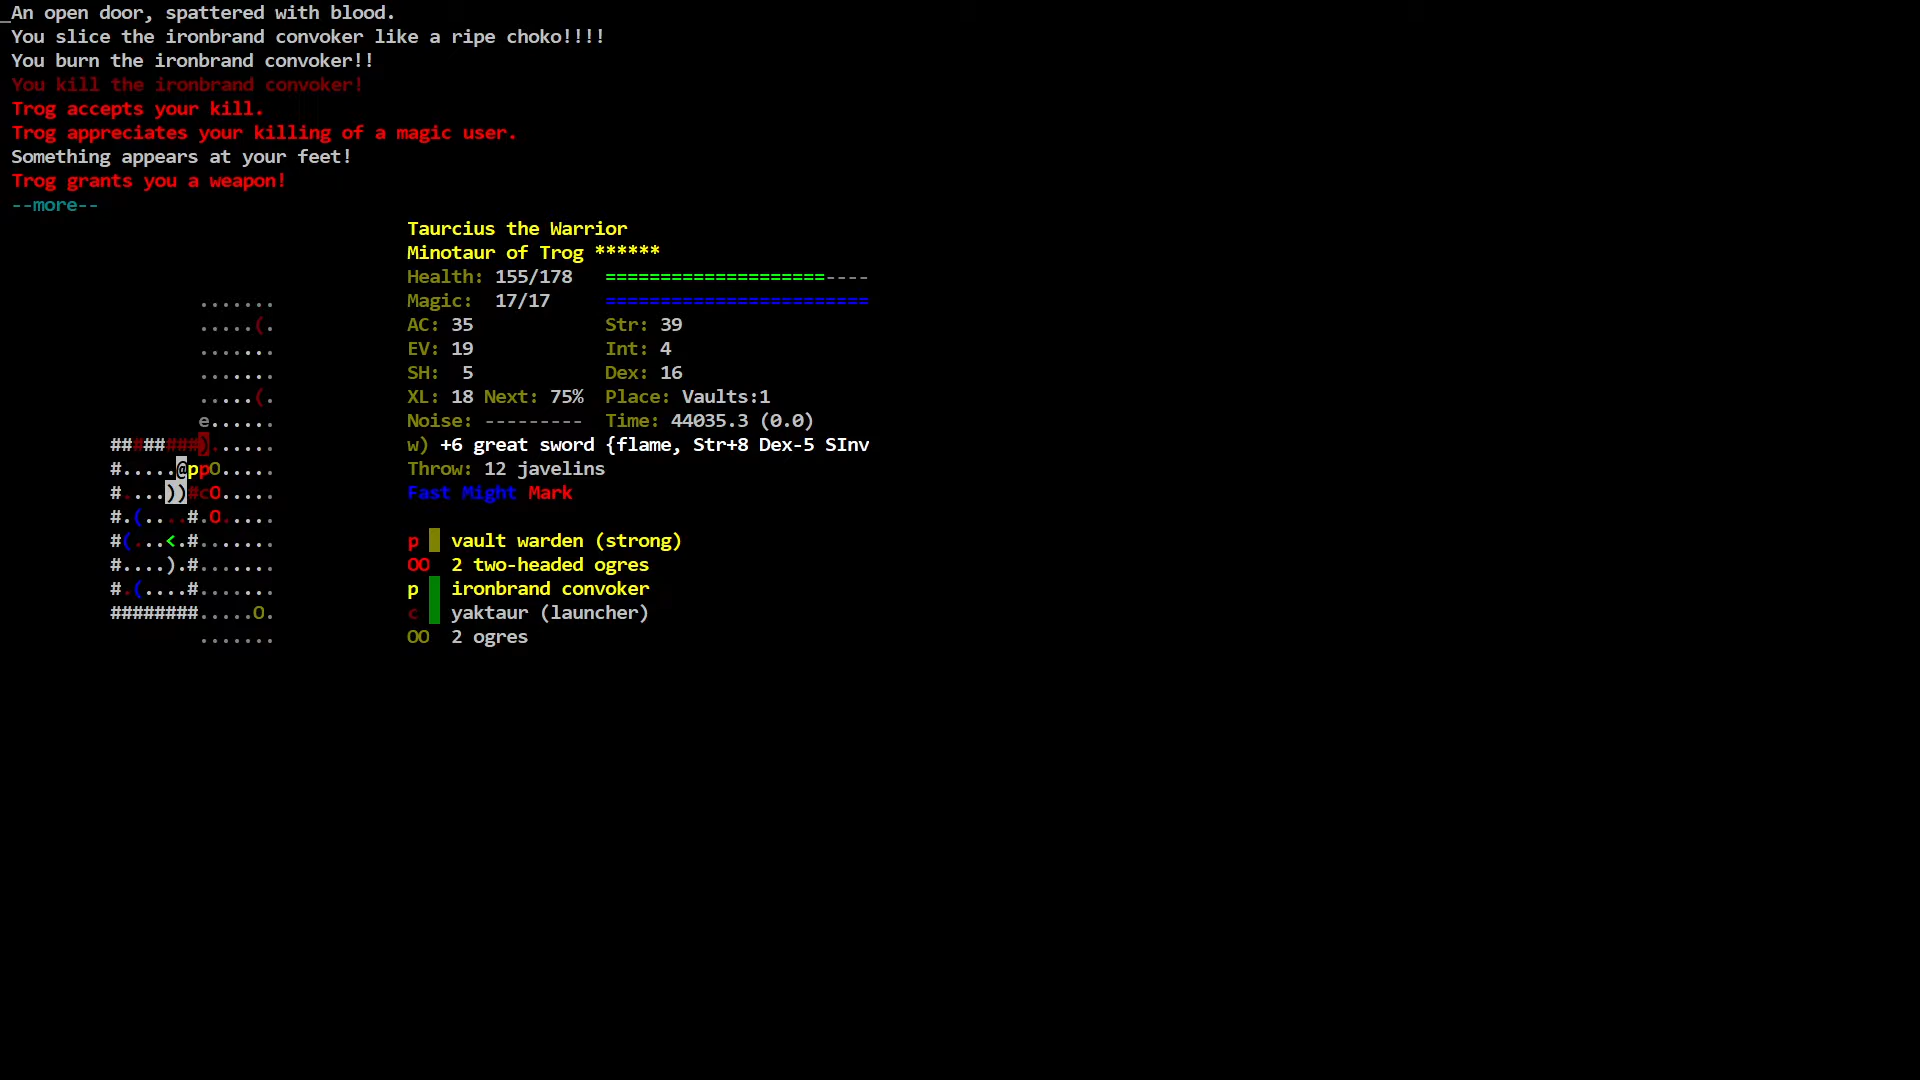 _An open door, spattered with blood.
You slice the ironbrand convoker like a ripe choko!!!!
You burn the ironbrand convoker!!
You kill the ironbrand convoker!
Trog accepts your kill.
Trog appreciates your killing of a magic user.
Something appears at your feet!
Trog grants you a weapon!
--more--
Taurcius the Warrior
Minotaur of Trog ******
Health: 155/178 ====================----
Magic: 17/17 ========================
AC: 35 Str: 39
EV: 19 Int: 4
SH: 5 Dex: 16
XL: 18 Next: 75% Place: Vaults:1
Noise: --------- Time: 44035.3 (0.0)
w) +6 great sword {flame, Str+8 Dex-5 SInv
Throw: 12 javelins
Fast Might Mark
p vault warden (strong)
OO 2 two-headed ogres
p ironbrand convoker
c yaktaur (launcher)
OO 2 ogres
.......
.....(.
.......
.......
.....(.
e......
########).
.....
#.....@ppO.....
#....))#cO.....
#.(....#.O.....
#(...<.#.......
#....).#.......
#.(....#.......
########.....O.
.......